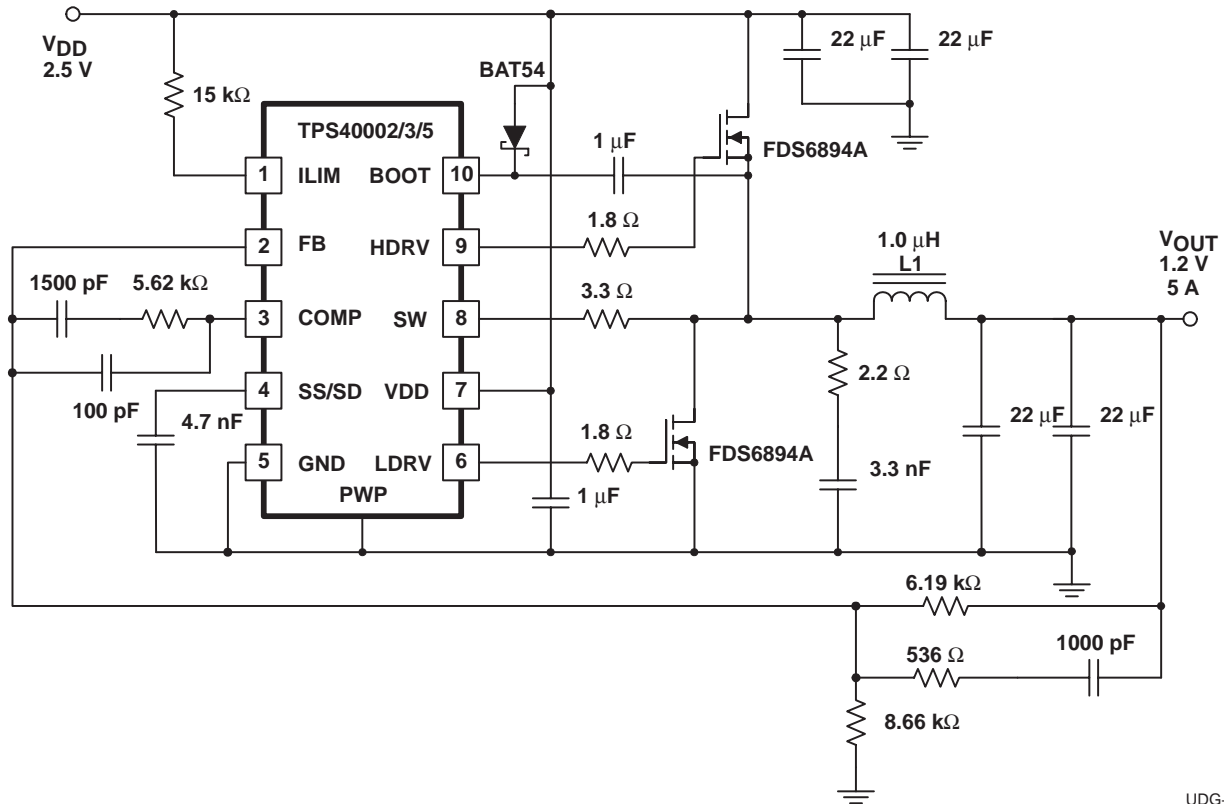 VDD
2.5 V
15 kΩ
BAT54
22 μF
22 μF
TPS40002/3/5
1 μF
FDS6894A
1 ILIM BOOT 10
1.8 Ω
2 FB HDRV 9
1500 pF
5.62 kΩ
3.3 Ω
1.0 μH
L1
VOUT
1.2 V
5 A
3 COMP SW 8
100 pF
2.2 Ω
4 SS/SD VDD 7
4.7 nF
1.8 Ω
FDS6894A
22 μF
22 μF
5 GND LDRV 6
3.3 nF
PWP
1 μF
6.19 kΩ
536 Ω
1000 pF
8.66 kΩ
UDG-